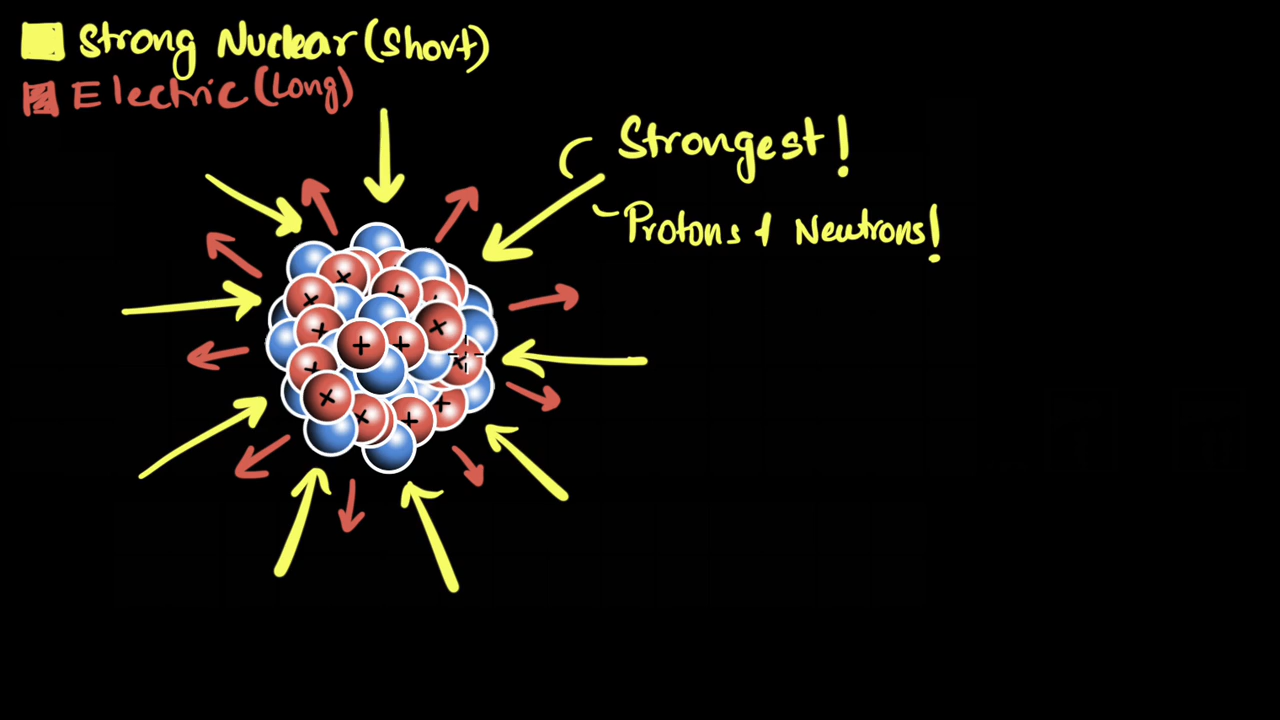 Strong Nuclear (Short)
Electric (Long)
Strongest!
Protons & Neutrons!
+ + + + + + + + + + + + +